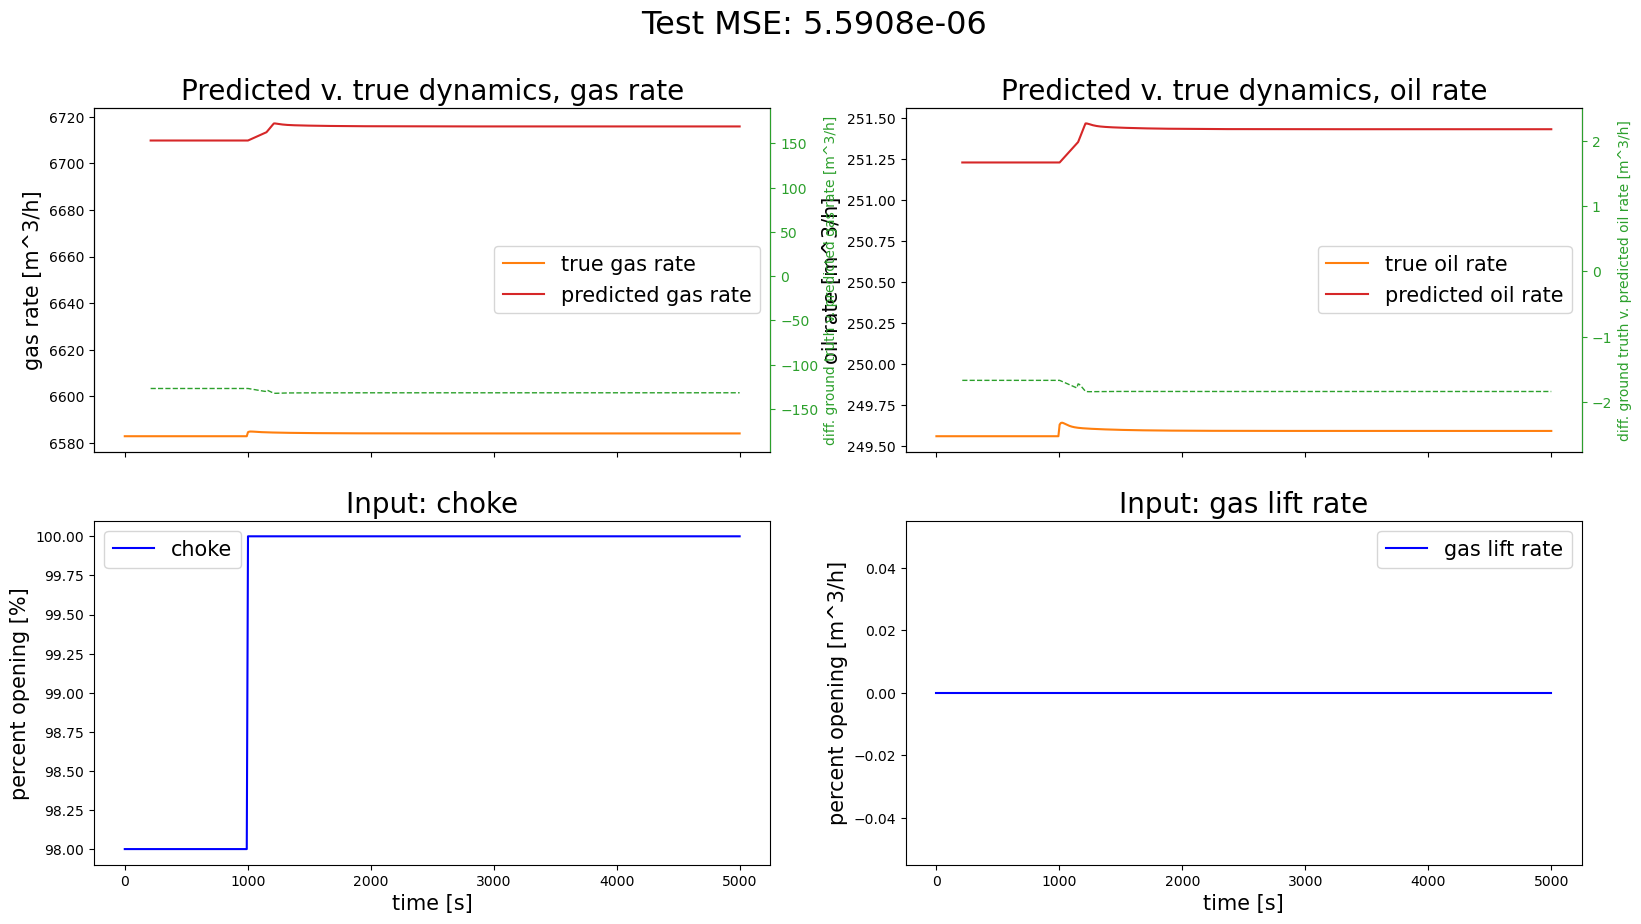 Test MSE: 5.5908e-06
Predicted v. true dynamics, gas rate
6720
6700
6680
6660
6640
6620
6600
6580
gas rate [m^3/h]
true gas rate
predicted gas rate
150
100
50
0
−50
−100
−150
diff. ground truth v. predicted gas rate [m^3/h]
Predicted v. true dynamics, oil rate
251.50
251.25
251.00
250.75
250.50
250.25
250.00
249.75
249.50
oil rate [m^3/h]
true oil rate
predicted oil rate
2
1
0
−1
−2
diff. ground truth v. predicted oil rate [m^3/h]
Input: choke
100.00
99.75
99.50
99.25
99.00
98.75
98.50
98.25
98.00
percent opening [%]
choke
0
1000
2000
3000
4000
5000
time [s]
Input: gas lift rate
0.04
0.02
0.00
−0.02
−0.04
percent opening [m^3/h]
gas lift rate
0
1000
2000
3000
4000
5000
time [s]